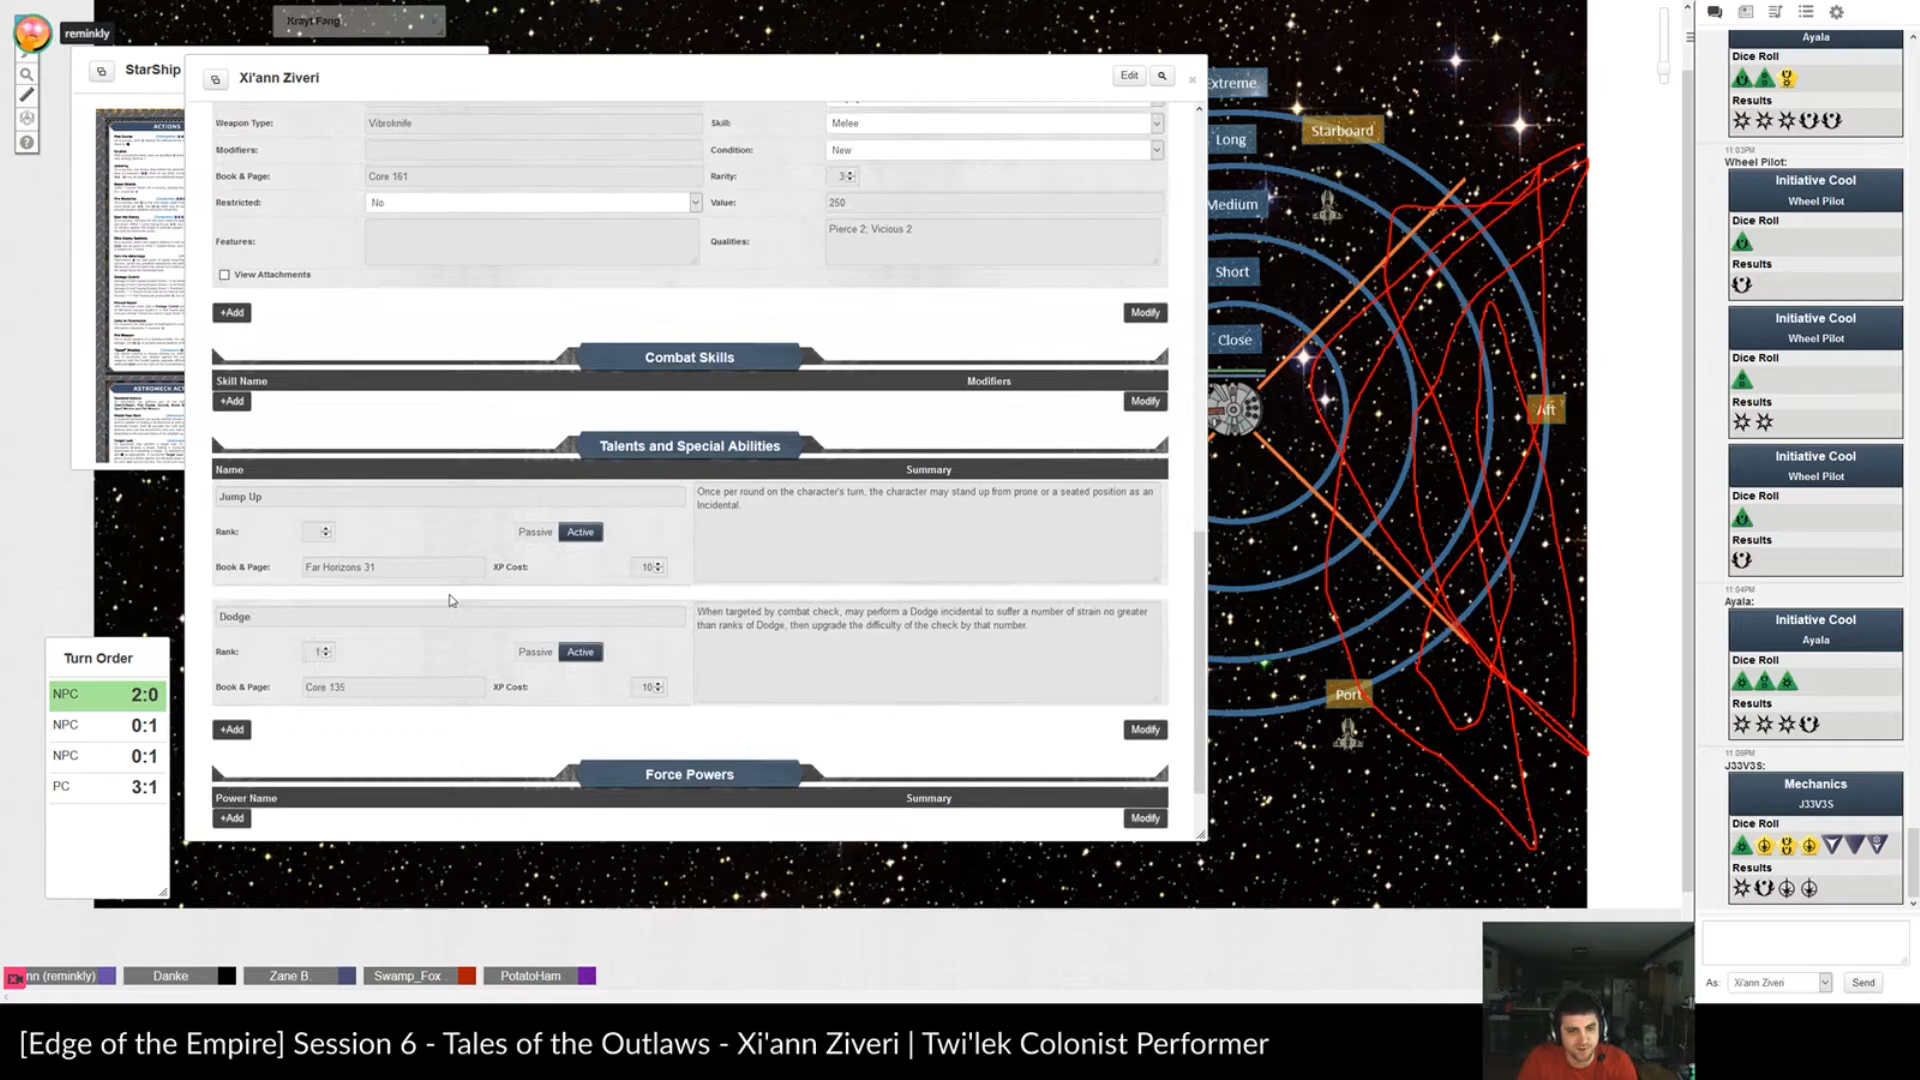 Krayt Fang
reminkly
StarShip
ACTIONS
Xi'ann Ziveri
Edit
Weapon Type:
Vibroknife
Skill:
Melee
Modifiers:
Condition:
New
Book & Page:
Core 161
Rarity:
3
Restricted:
No
Value:
250
Features:
Qualities:
Pierce 2; Vicious 2
View Attachments
+Add
Modify
Combat Skills
Skill Name
Modifiers
+Add
Modify
Talents and Special Abilities
Name
Summary
Jump Up
Once per round on the character's turn, the character may stand up from prone or a seated position as an
Incidental.
Rank:
Passive
Active
Book & Page:
Far Horizons 31
XP Cost:
10
Dodge
When targeted by combat check, may perform a Dodge incidental to suffer a number of strain no greater
than ranks of Dodge, then upgrade the difficulty of the check by that number.
Rank:
1
Passive
Active
Book & Page:
Core 135
XP Cost:
10
+Add
Modify
Force Powers
Power Name
Summary
+Add
Modify
Turn Order
NPC 2:0
NPC 0:1
NPC 0:1
PC 3:1
Extreme
Long
Medium
Short
Close
Starboard
Aft
Port
Ayala
Dice Roll
Results
11:03PM
Wheel Pilot:
Initiative Cool
Wheel Pilot
Dice Roll
Results
Initiative Cool
Wheel Pilot
Dice Roll
Results
Initiative Cool
Wheel Pilot
Dice Roll
Results
11:04PM
Ayala:
Initiative Cool
Ayala
Dice Roll
Results
11:09PM
J33V3S:
Mechanics
J33V3S
Dice Roll
Results
As:
Xi'ann Ziveri
Send
nn (reminkly)
Danke
Zane B.
Swamp_Fox .
PotatoHam
[Edge of the Empire] Session 6 - Tales of the Outlaws - Xi'ann Ziveri | Twi'lek Colonist Performer